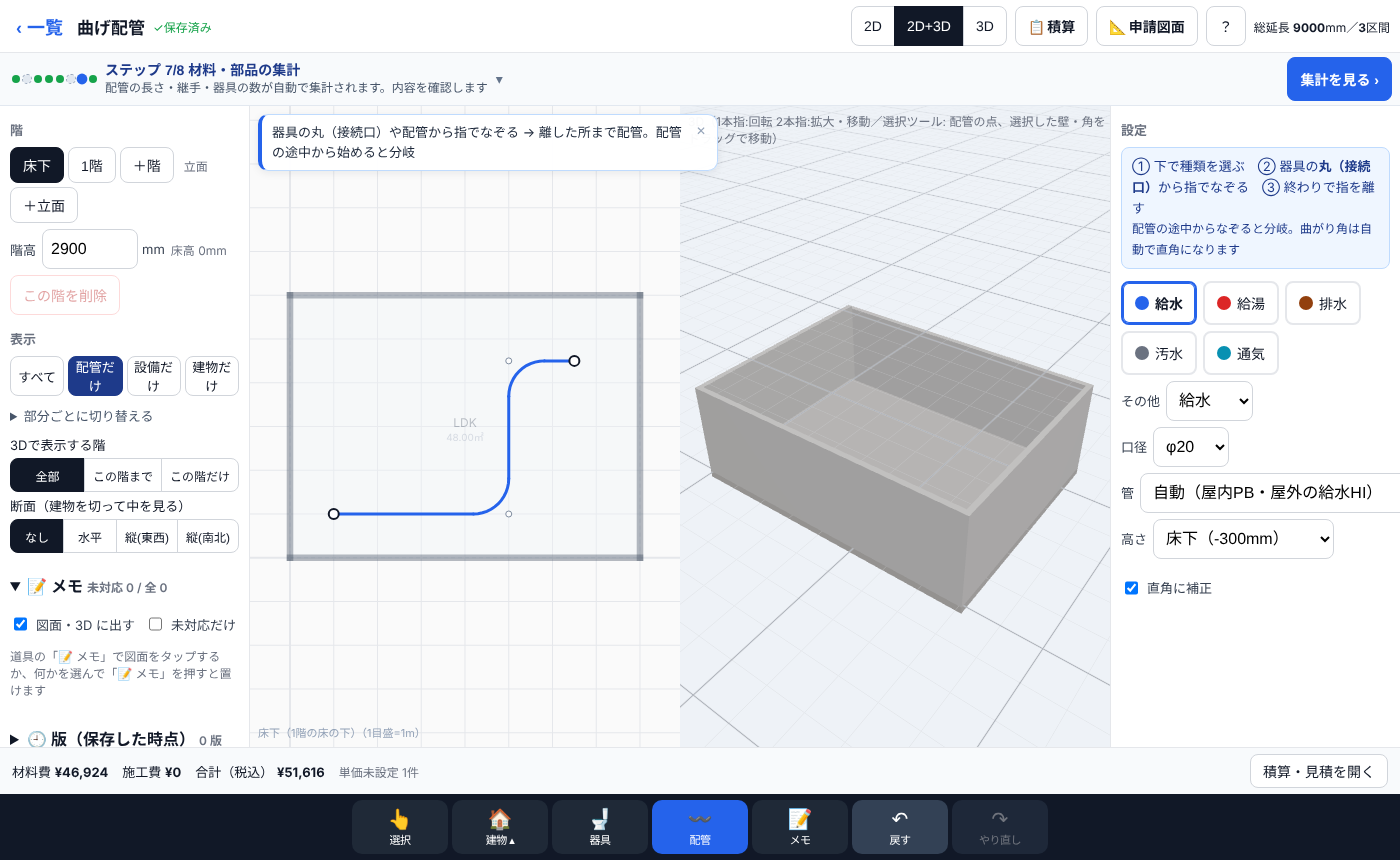 ‹ 一覧 曲げ配管 ✓保存済み
2D 2D+3D 3D 📋 積算 📐 申請図面 ? 総延長 9000mm／3区間
ステップ 7/8 材料・部品の集計
配管の長さ・継手・器具の数が自動で集計されます。内容を確認します ▼
集計を見る ›
階
床下 1階 ＋階 立面
＋立面
階高 2900 mm 床高 0mm
この階を削除
表示
すべて 配管だけ 設備だけ 建物だけ
▶ 部分ごとに切り替える
3Dで表示する階
全部 この階まで この階だけ
断面（建物を切って中を見る）
なし 水平 縦(東西) 縦(南北)
▼ 📝 メモ 未対応 0 / 全 0
図面・3D に出す 未対応だけ
道具の「📝 メモ」で図面をタップする
か、何かを選んで「📝 メモ」を押すと置
けます
▶ 🕘 版（保存した時点） 0 版
器具の丸（接続口）や配管から指でなぞる → 離した所まで配管。配管 ×
の途中から始めると分岐
LDK
48.00㎡
床下（1階の床の下）（1目盛=1m）
1本指:回転 2本指:拡大・移動／選択ツール: 配管の点、選択した壁・角を
ッグで移動）
設定
① 下で種類を選ぶ ② 器具の丸（接続
口）から指でなぞる ③ 終わりで指を離
す
配管の途中からなぞると分岐。曲がり角は自
動で直角になります
給水 給湯 排水
汚水 通気
その他 給水
口径 φ20
管 自動（屋内PB・屋外の給水HI）
高さ 床下（-300mm）
直角に補正
材料費 ¥46,924 施工費 ¥0 合計（税込） ¥51,616 単価未設定 1件
積算・見積を開く
選択 建物▲ 器具 配管 メモ 戻す やり直し